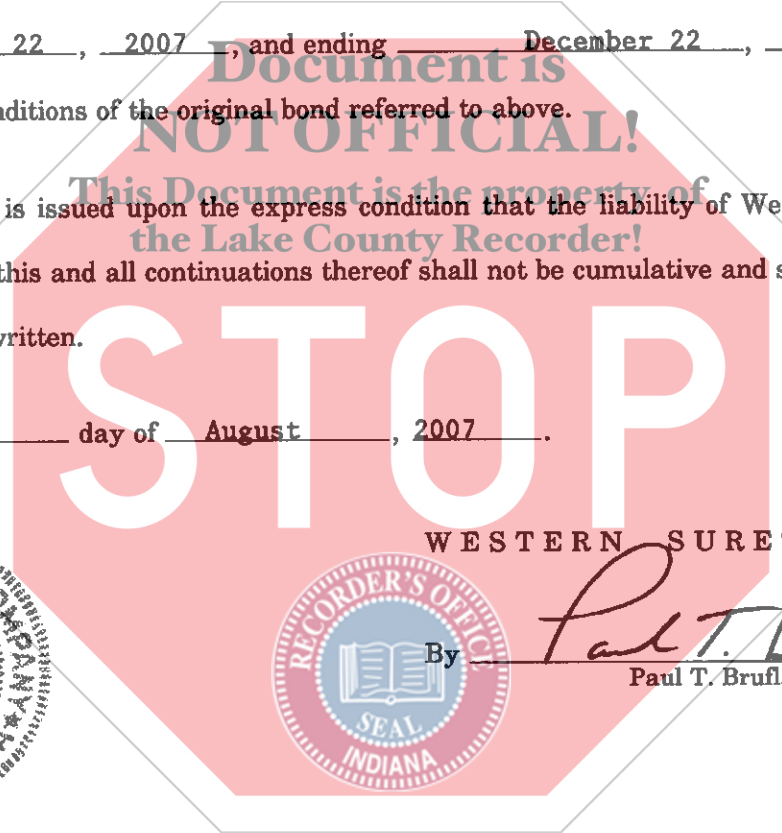 22 , 2007 , and ending December 22 ,
Document is
nditions of the original bond referred to above.
NOT OFFICIAL!
This Document is the property of
is issued upon the express condition that the liability of We
the Lake County Recorder!
this and all continuations thereof shall not be cumulative and s
written.
STOP
day of August , 2007 .
WESTERN SURE
RECORDER'S OFFICE
SEAL
INDIANA
PANY
By Paul T.
Paul T. Brufl